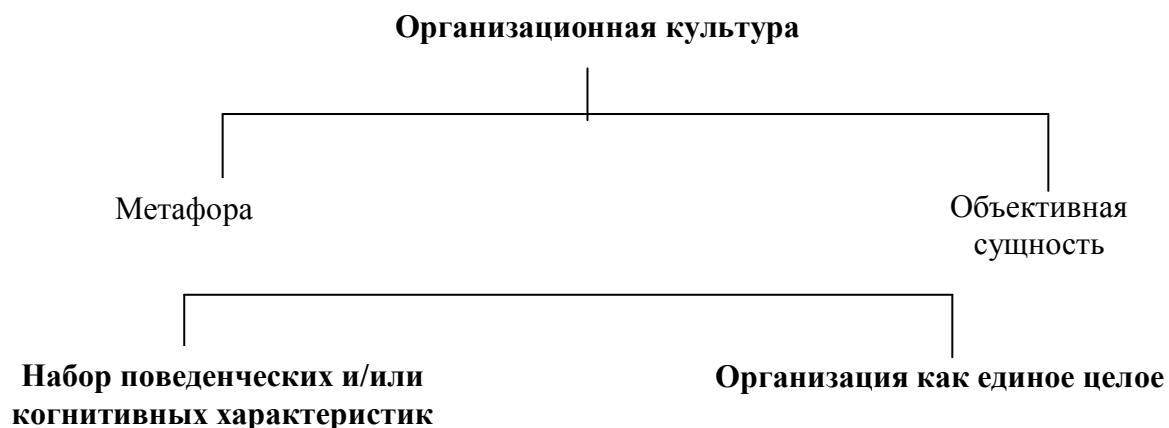 Организационная культура
Метафора
Объективная
сущность
Набор поведенческих и/или
когнитивных характеристик
Организация как единое целое